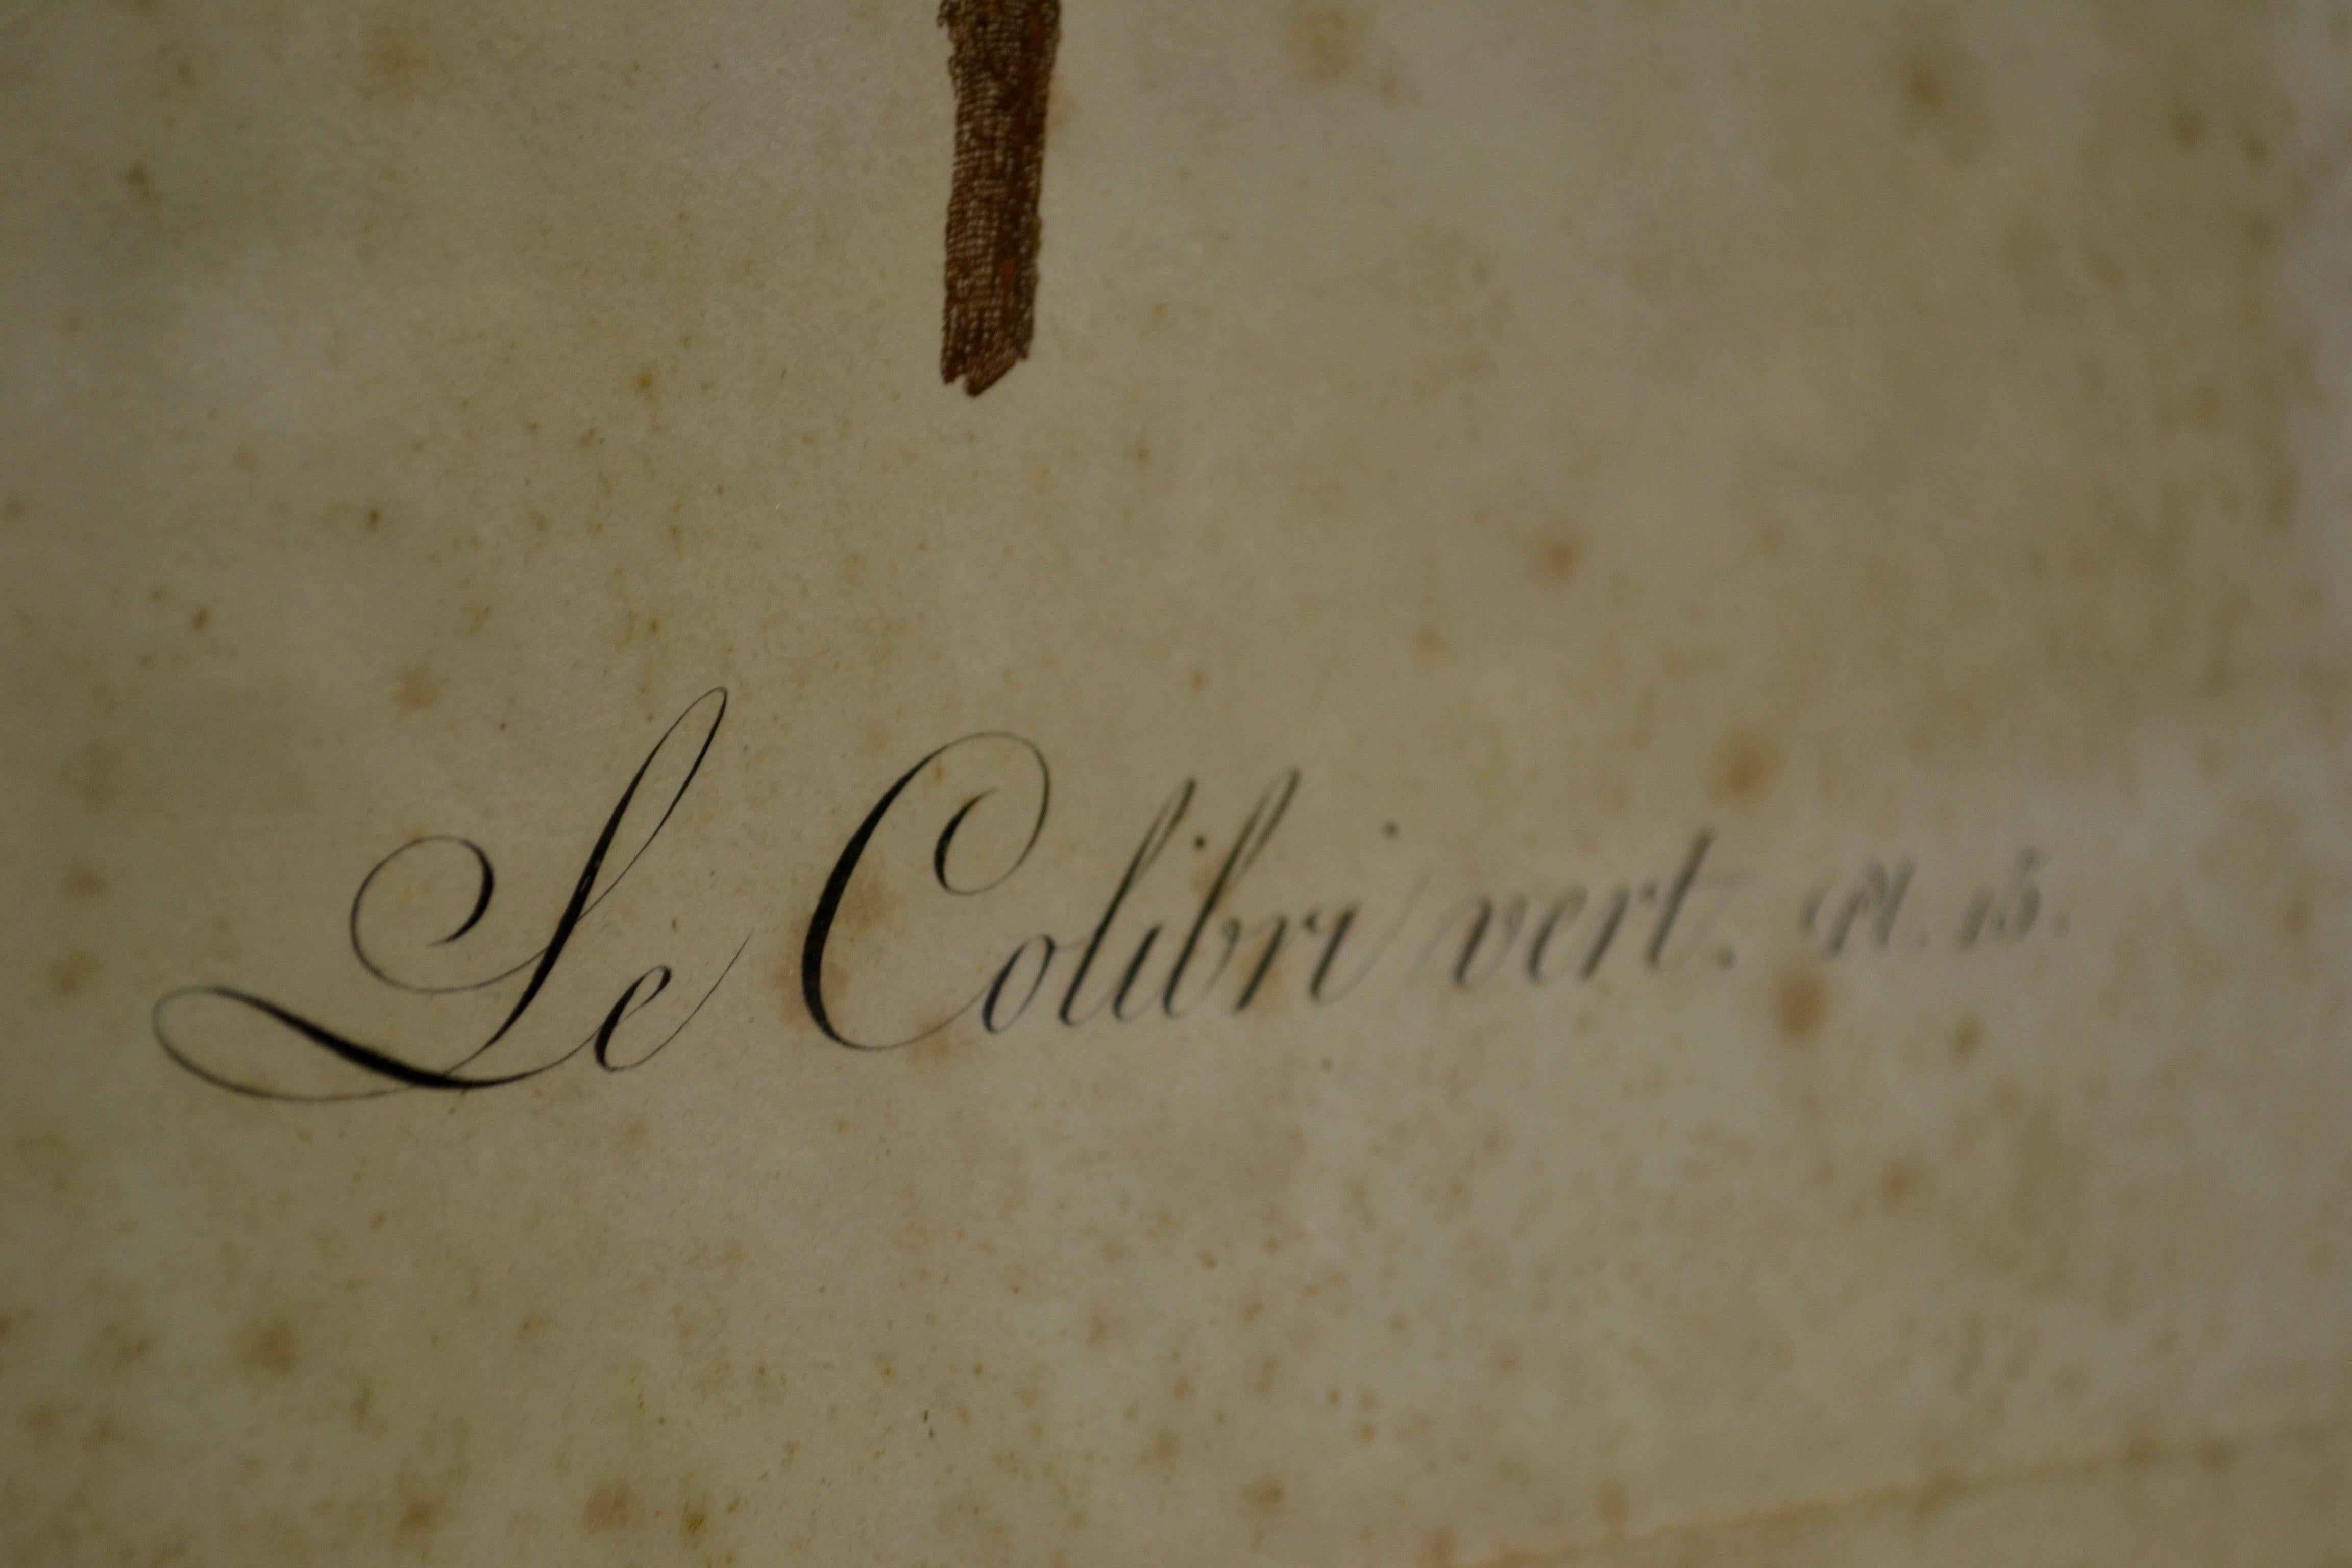 Le Colibri vert. Pl. 15.